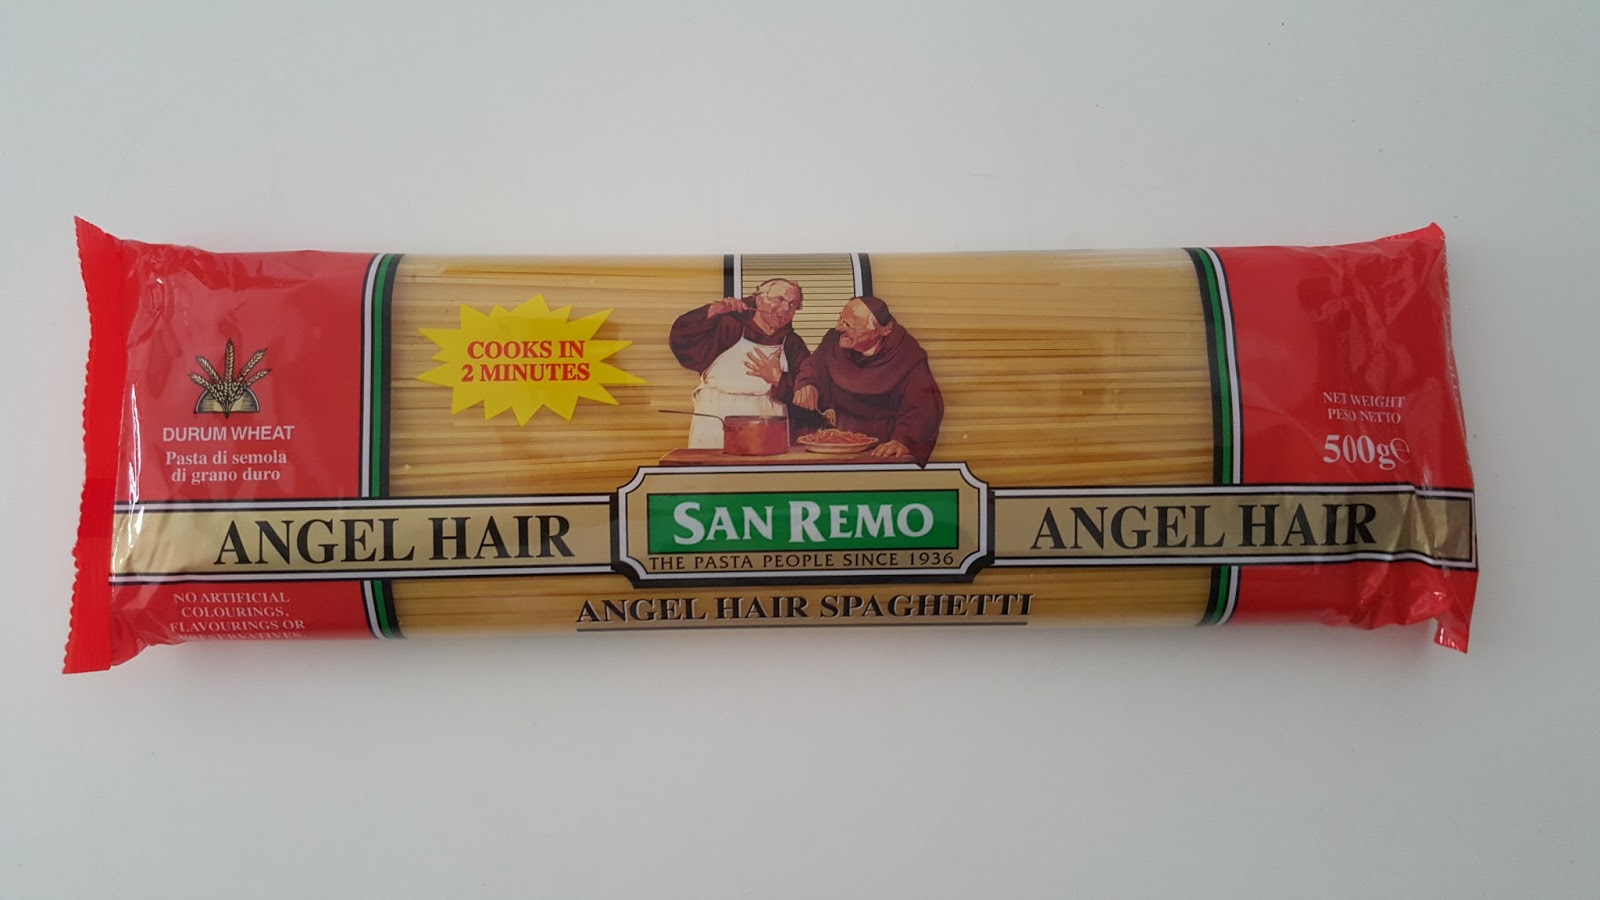 COOKS IN
2 MINUTES
DURUM WHEAT
Pasta di semola
di grano duro
NET WEIGHT
PESO NETTO
500g℮
ANGEL HAIR
SAN REMO
THE PASTA PEOPLE SINCE 1936
ANGEL HAIR
ANGEL HAIR SPAGHETTI
NO ARTIFICIAL
COLOURINGS,
FLAVOURINGS OR
PRESERVATIVES.